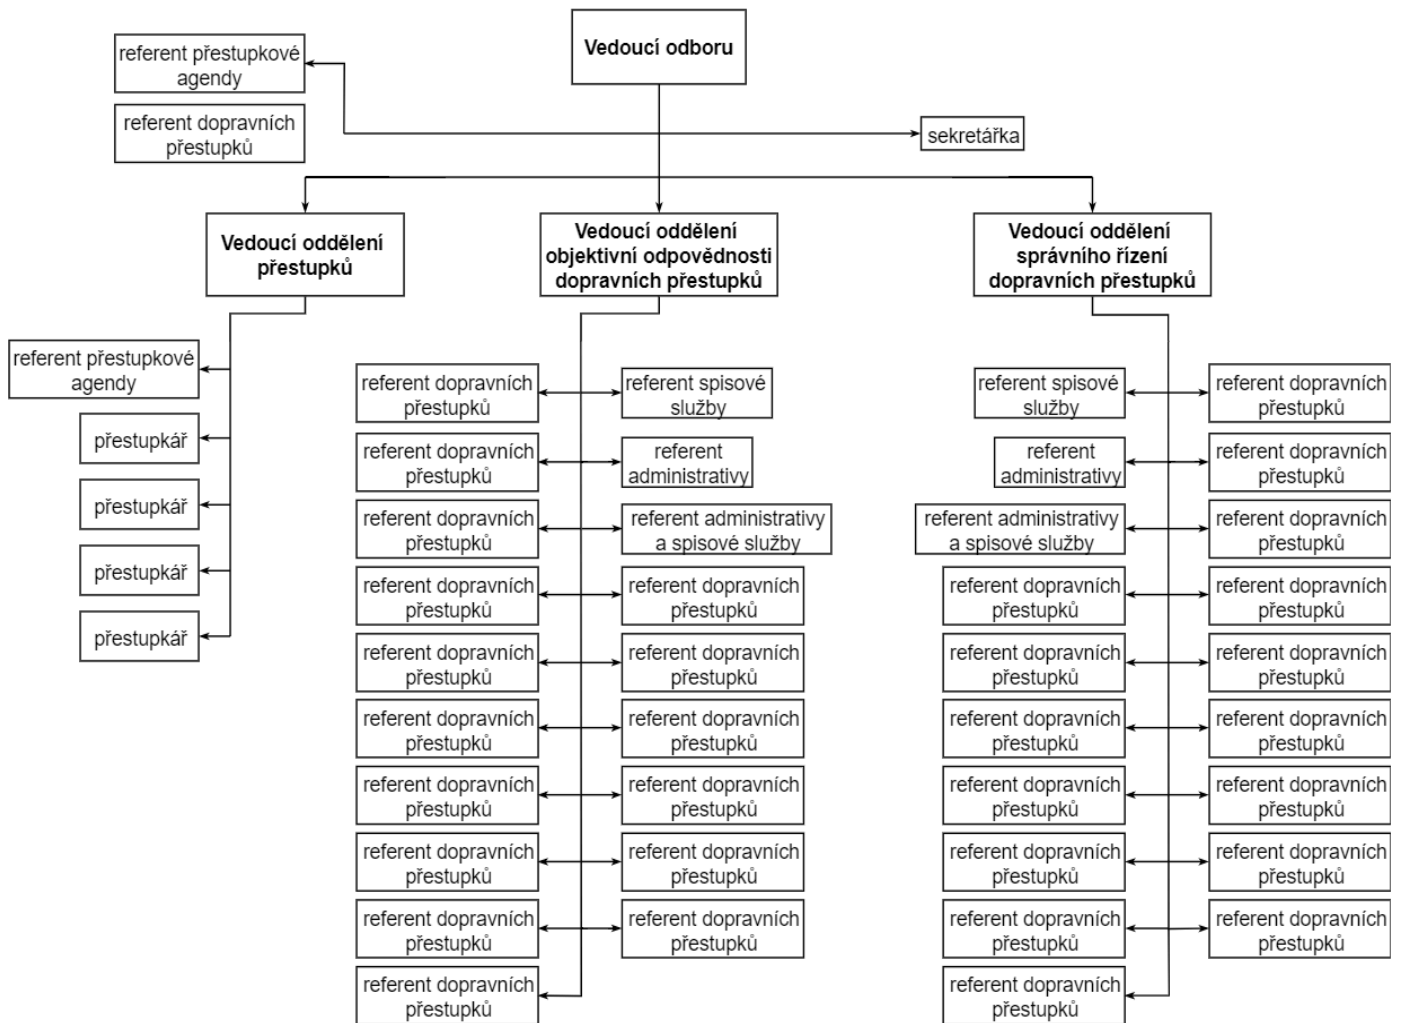 Vedoucí odboru
referent přestupkové
agendy
referent dopravních
přestupků
sekretářka
Vedoucí oddělení
přestupků
Vedoucí oddělení
objektivní odpovědnosti
dopravních přestupků
Vedoucí oddělení
správního řízení
dopravních přestupků
referent přestupkové
agendy
přestupkář
přestupkář
přestupkář
přestupkář
referent dopravních
přestupků
referent spisové
služby
referent dopravních
přestupků
referent
administrativy
referent dopravních
přestupků
referent administrativy
a spisové služby
referent dopravních
přestupků
referent dopravních
přestupků
referent dopravních
přestupků
referent dopravních
přestupků
referent dopravních
přestupků
referent dopravních
přestupků
referent dopravních
přestupků
referent dopravních
přestupků
referent dopravních
přestupků
referent dopravních
přestupků
referent dopravních
přestupků
referent dopravních
přestupků
referent dopravních
přestupků
referent spisové
služby
referent dopravních
přestupků
referent
administrativy
referent dopravních
přestupků
referent administrativy
a spisové služby
referent dopravních
přestupků
referent dopravních
přestupků
referent dopravních
přestupků
referent dopravních
přestupků
referent dopravních
přestupků
referent dopravních
přestupků
referent dopravních
přestupků
referent dopravních
přestupků
referent dopravních
přestupků
referent dopravních
přestupků
referent dopravních
přestupků
referent dopravních
přestupků
referent dopravních
přestupků
referent dopravních
přestupků